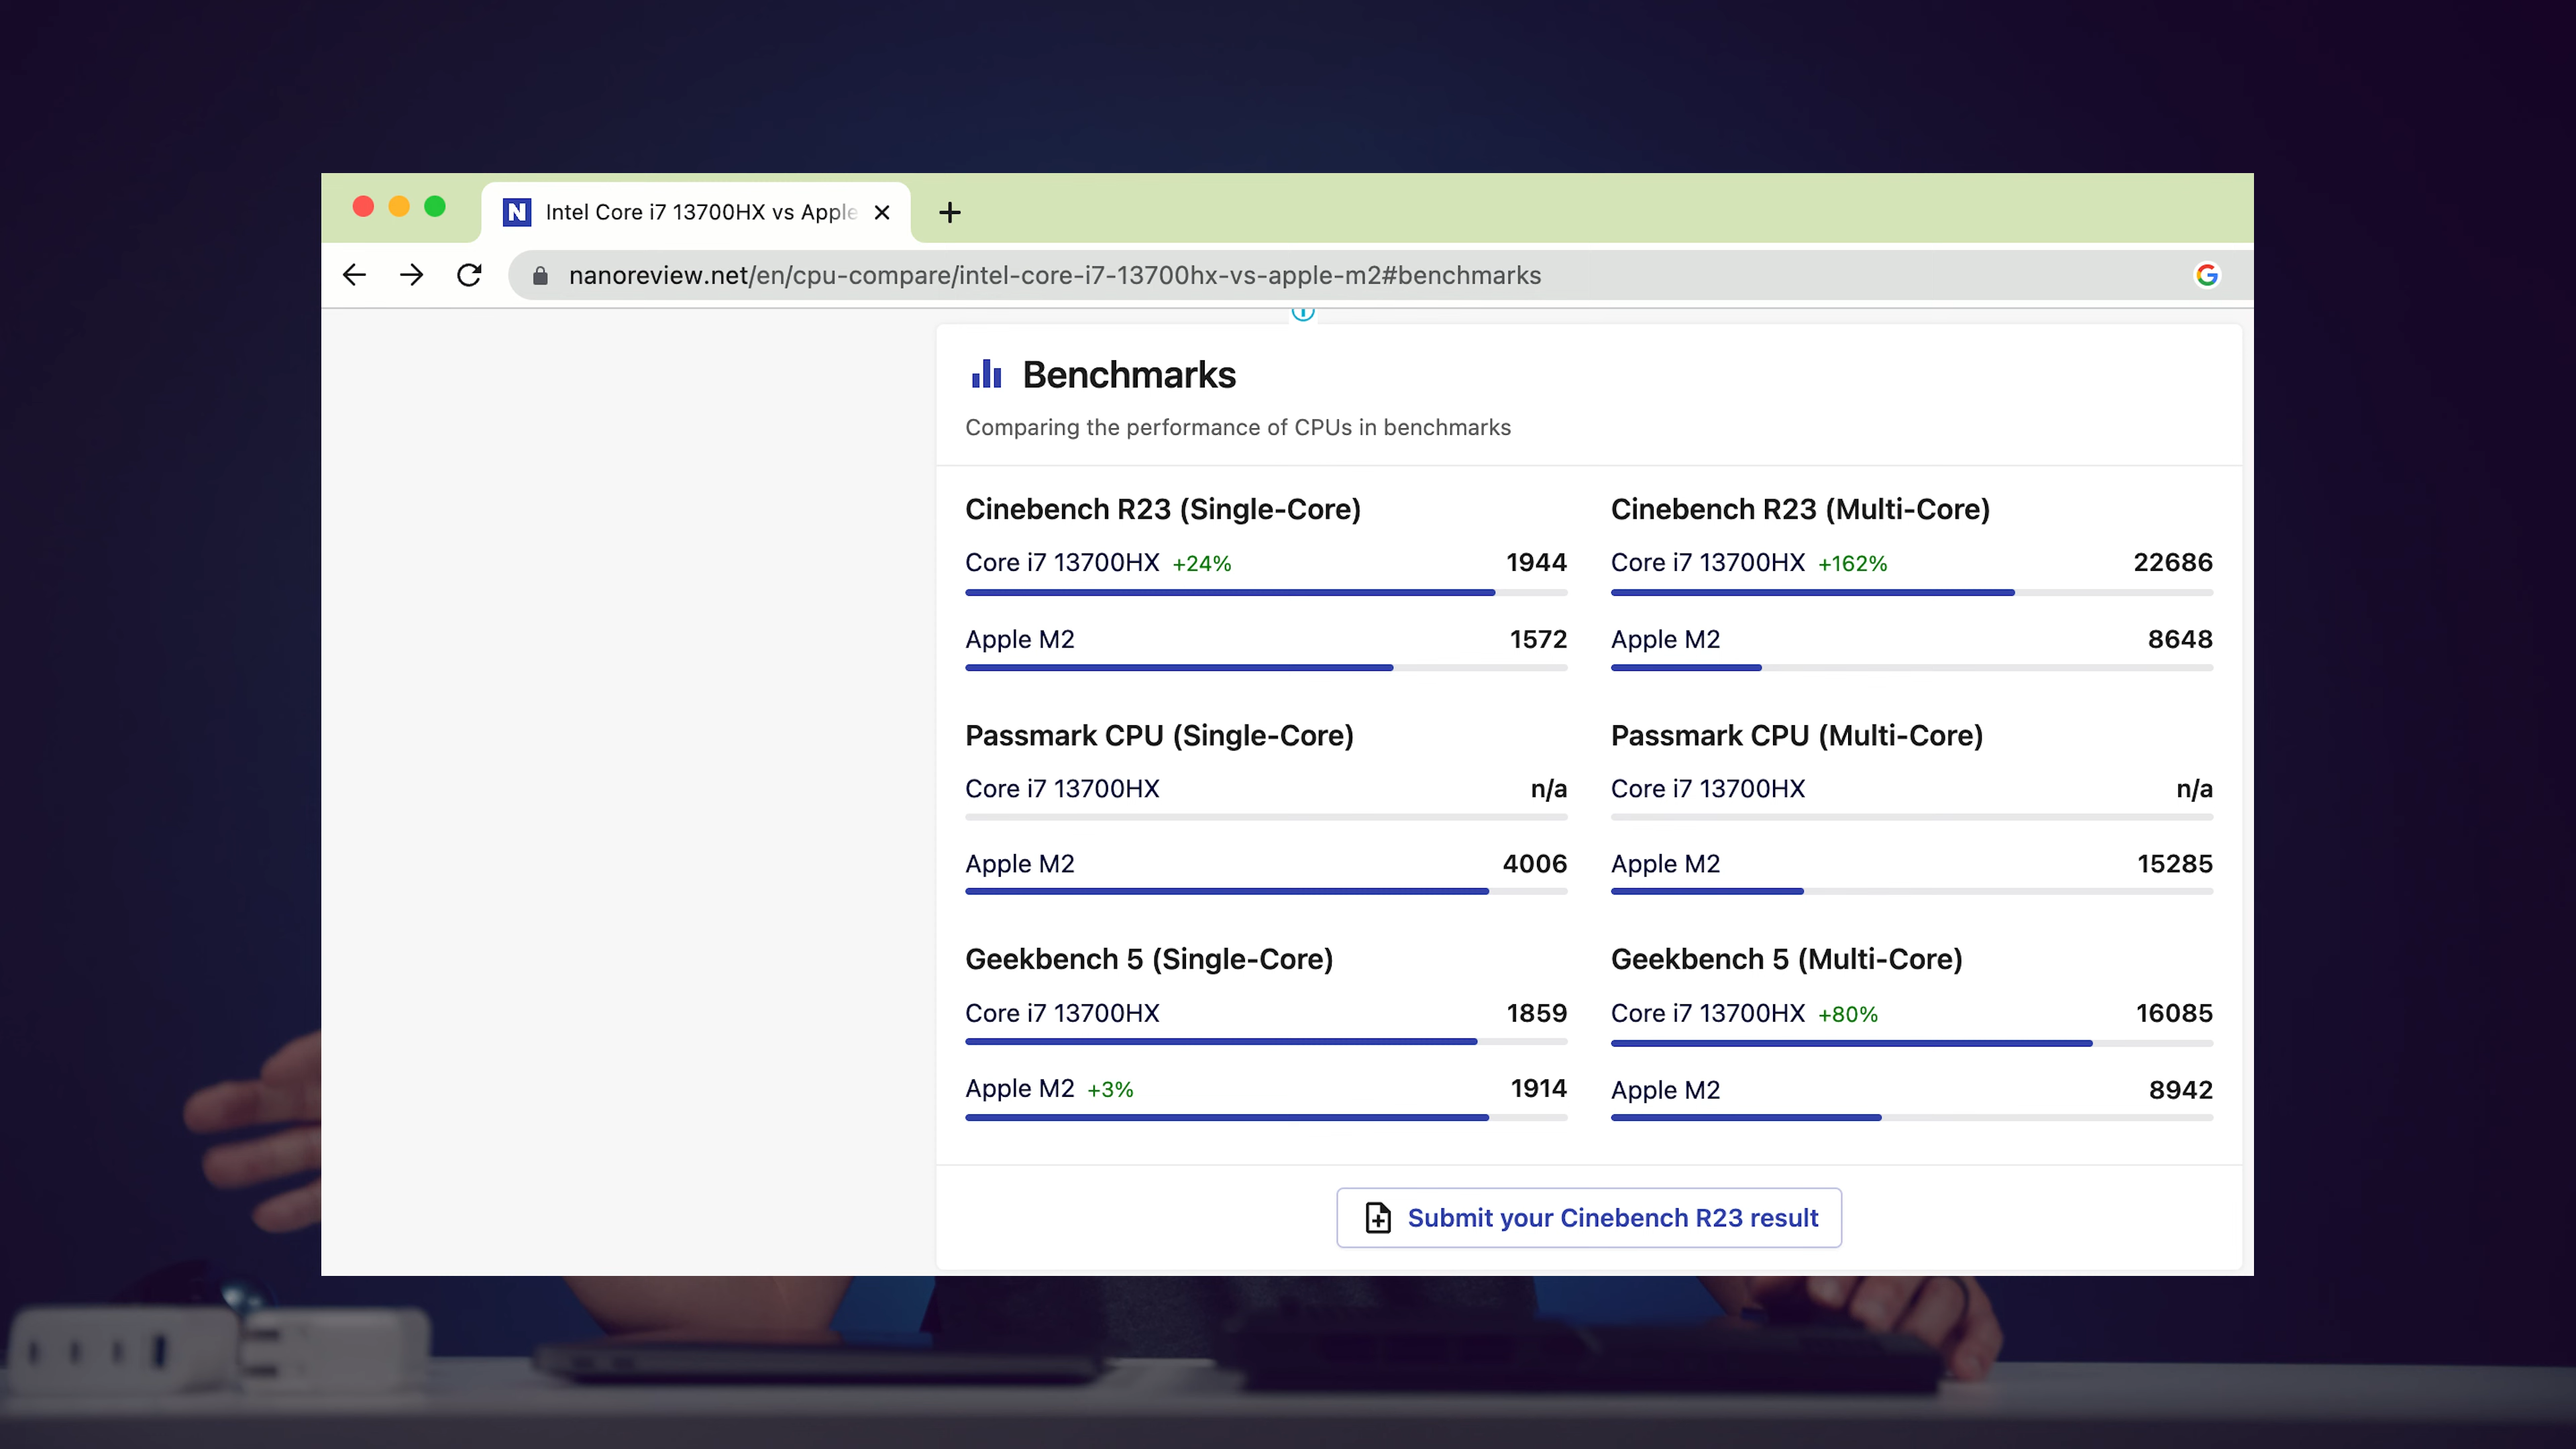 N Intel Core i7 13700HX vs Apple
nanoreview.net/en/cpu-compare/intel-core-i7-13700hx-vs-apple-m2#benchmarks
Benchmarks
Comparing the performance of CPUs in benchmarks
Cinebench R23 (Single-Core)
Core i7 13700HX +24% 1944
Apple M2 1572
Cinebench R23 (Multi-Core)
Core i7 13700HX +162% 22686
Apple M2 8648
Passmark CPU (Single-Core)
Core i7 13700HX n/a
Apple M2 4006
Passmark CPU (Multi-Core)
Core i7 13700HX n/a
Apple M2 15285
Geekbench 5 (Single-Core)
Core i7 13700HX 1859
Apple M2 +3% 1914
Geekbench 5 (Multi-Core)
Core i7 13700HX +80% 16085
Apple M2 8942
Submit your Cinebench R23 result